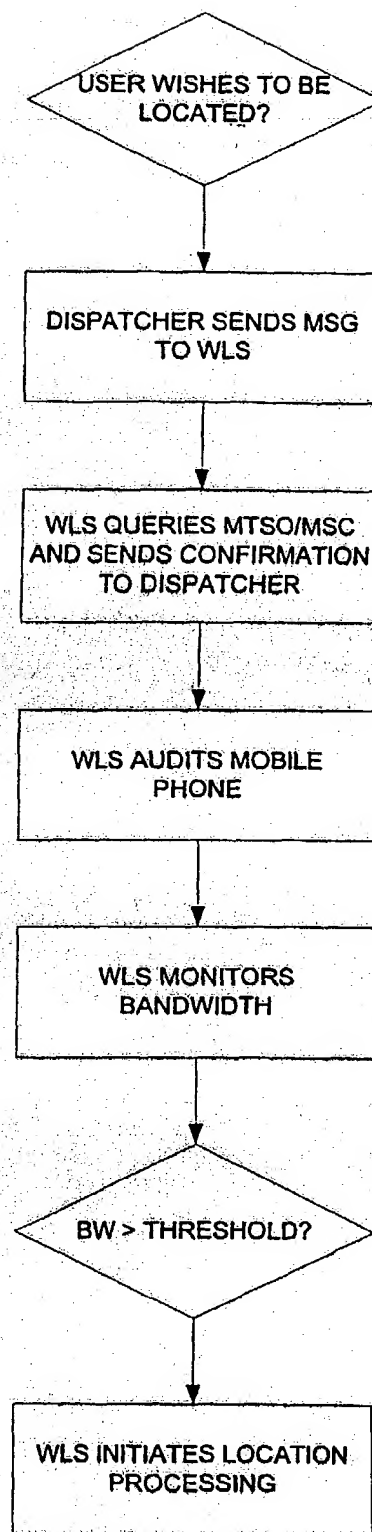 USER WISHES TO BE
LOCATED?
DISPATCHER SENDS MSG
TO WLS
WLS QUERIES MTSO/MSC
AND SENDS CONFIRMATION
TO DISPATCHER
WLS AUDITS MOBILE
PHONE
WLS MONITORS
BANDWIDTH
BW > THRESHOLD?
WLS INITIATES LOCATION
PROCESSING